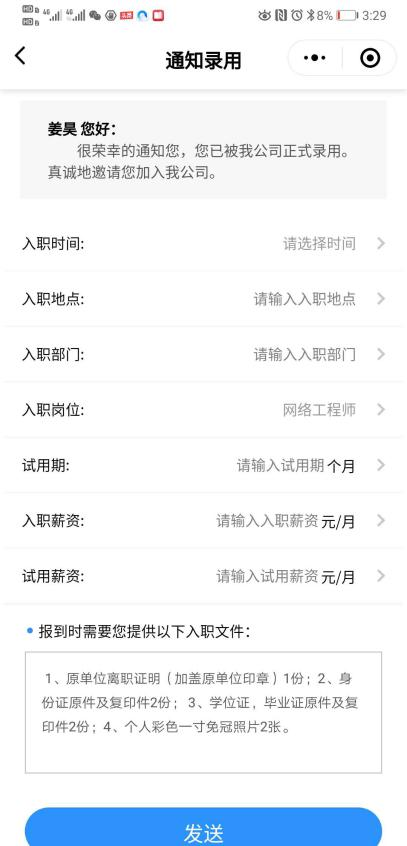 8% 3:29
通知录用
姜昊 您好：
很荣幸的通知您，您已被我公司正式录用。
真诚地邀请您加入我公司。
入职时间: 请选择时间
入职地点: 请输入入职地点
入职部门: 请输入入职部门
入职岗位: 网络工程师
试用期: 请输入试用期 个月
入职薪资: 请输入入职薪资 元/月
试用薪资: 请输入试用薪资 元/月
报到时需要您提供以下入职文件：
1、原单位离职证明（加盖原单位印章）1份；2、身
份证原件及复印件2份；3、学位证，毕业证原件及复
印件2份；4、个人彩色一寸免冠照片2张。
发送